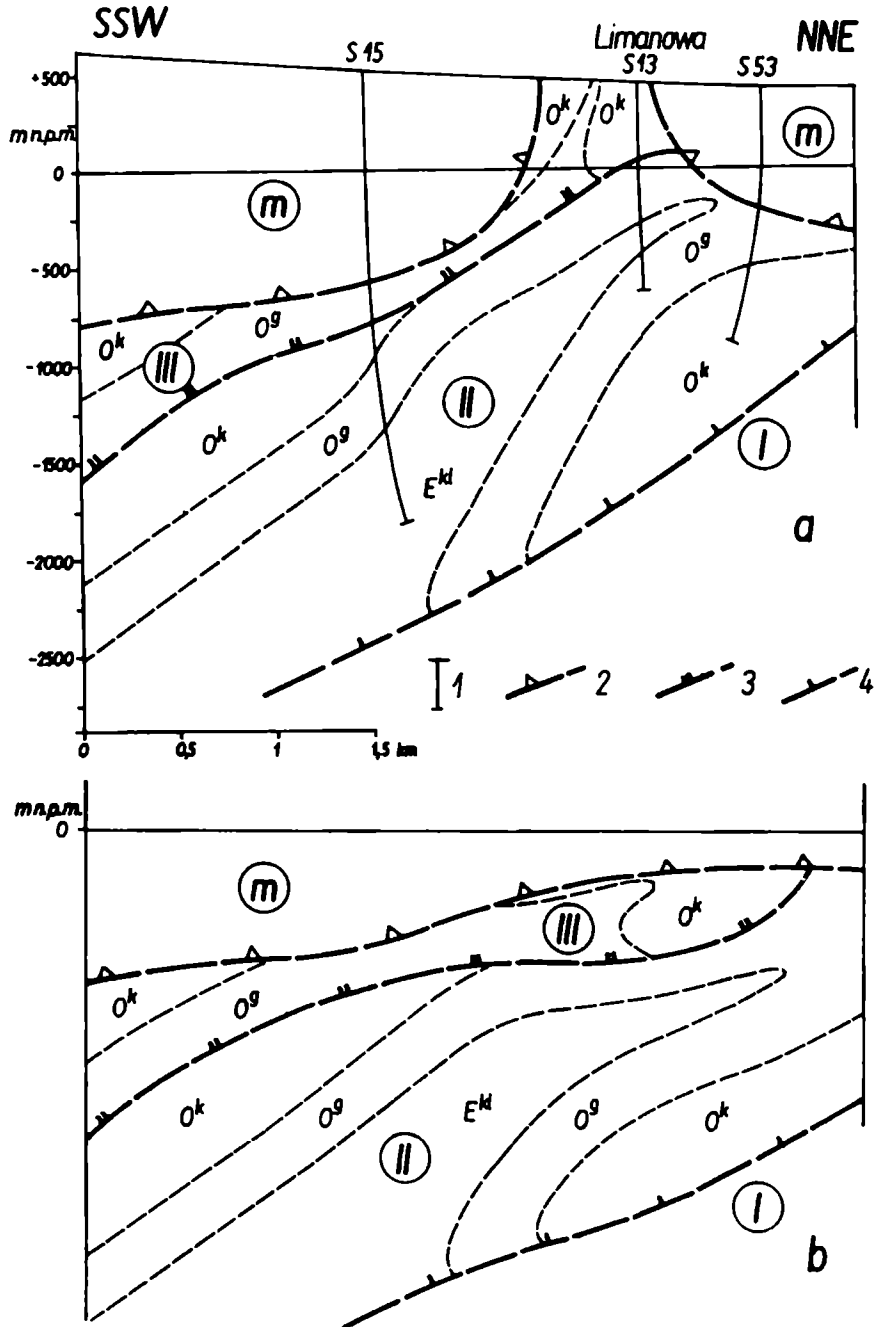 SSW
NNE
Limanowa
S 15
S13
S53
+500
m n.p.m.
0
-500
-1000
-1500
-2000
-2500
O^k
O^k
m
m
O^g
O^k
O^g
III
II
O^k
O^k
O^g
I
E^kl
a
1
2
3
4
0
0,5
1
1,5 km
m n.p.m.
0
m
III
O^k
O^k
O^g
O^k
O^g
E^kl
O^g
O^k
II
I
b